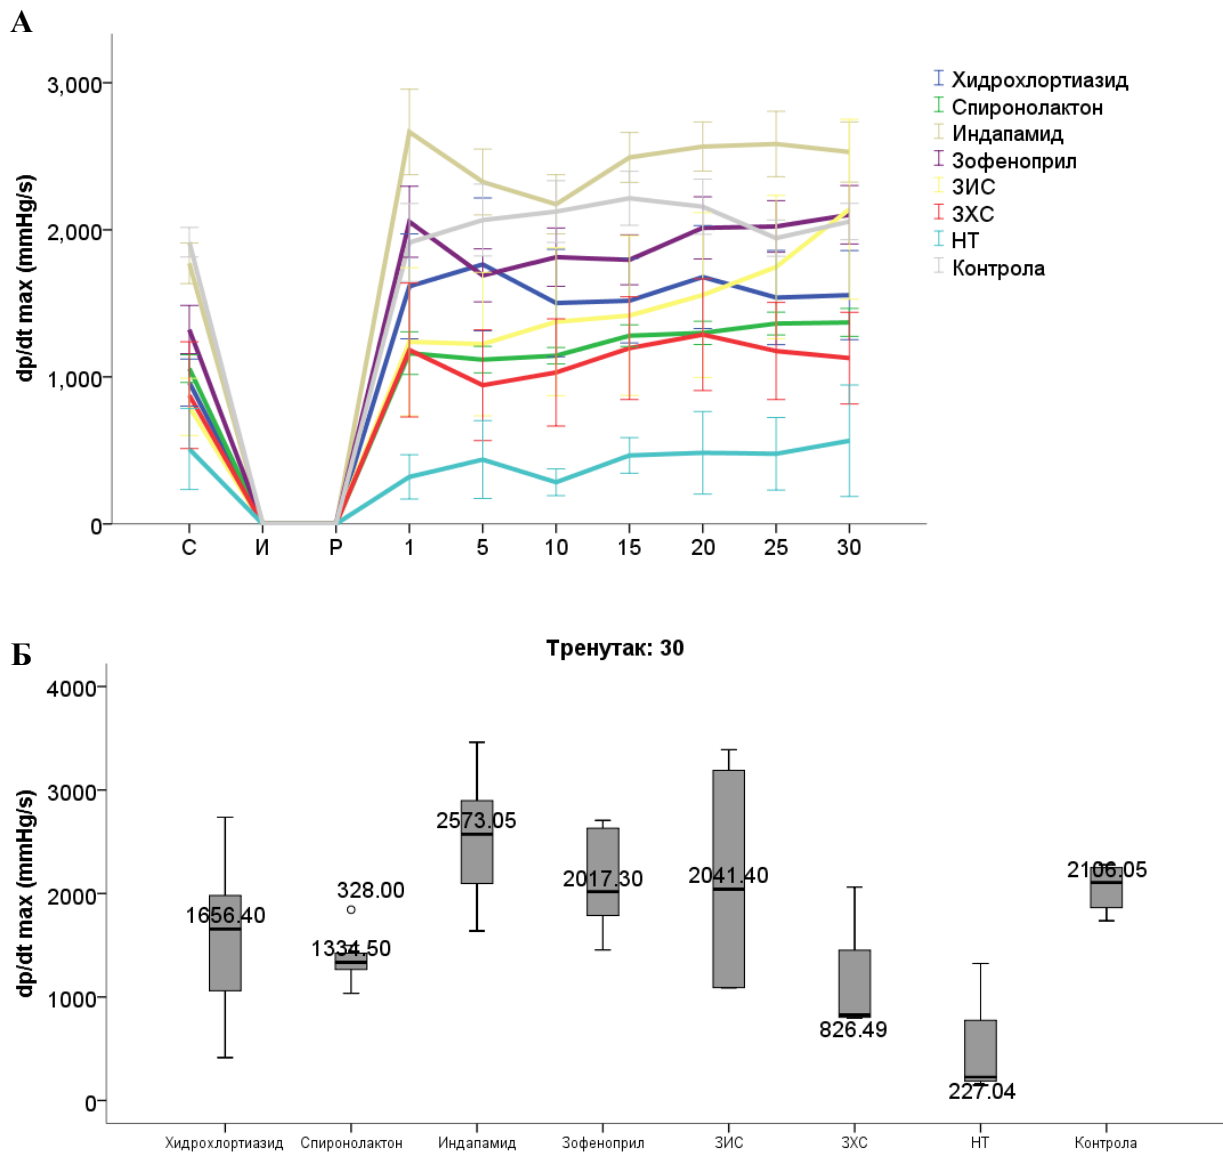 А
dp/dt max (mmHg/s)
3,000
2,000
1,000
0
С И Р 1 5 10 15 20 25 30
Хидрохлортиазид
Спиронолактон
Индапамид
Зофеноприл
ЗИС
ЗХС
НТ
Контрола
Б
Тренутак: 30
dp/dt max (mmHg/s)
4000
3000
2000
1000
0
1656.40
328.00
1334.50
2573.05
2017.30
2041.40
826.49
227.04
2106.05
Хидрохлортиазид Спиронолактон Индапамид Зофеноприл ЗИС ЗХС НТ Контрола